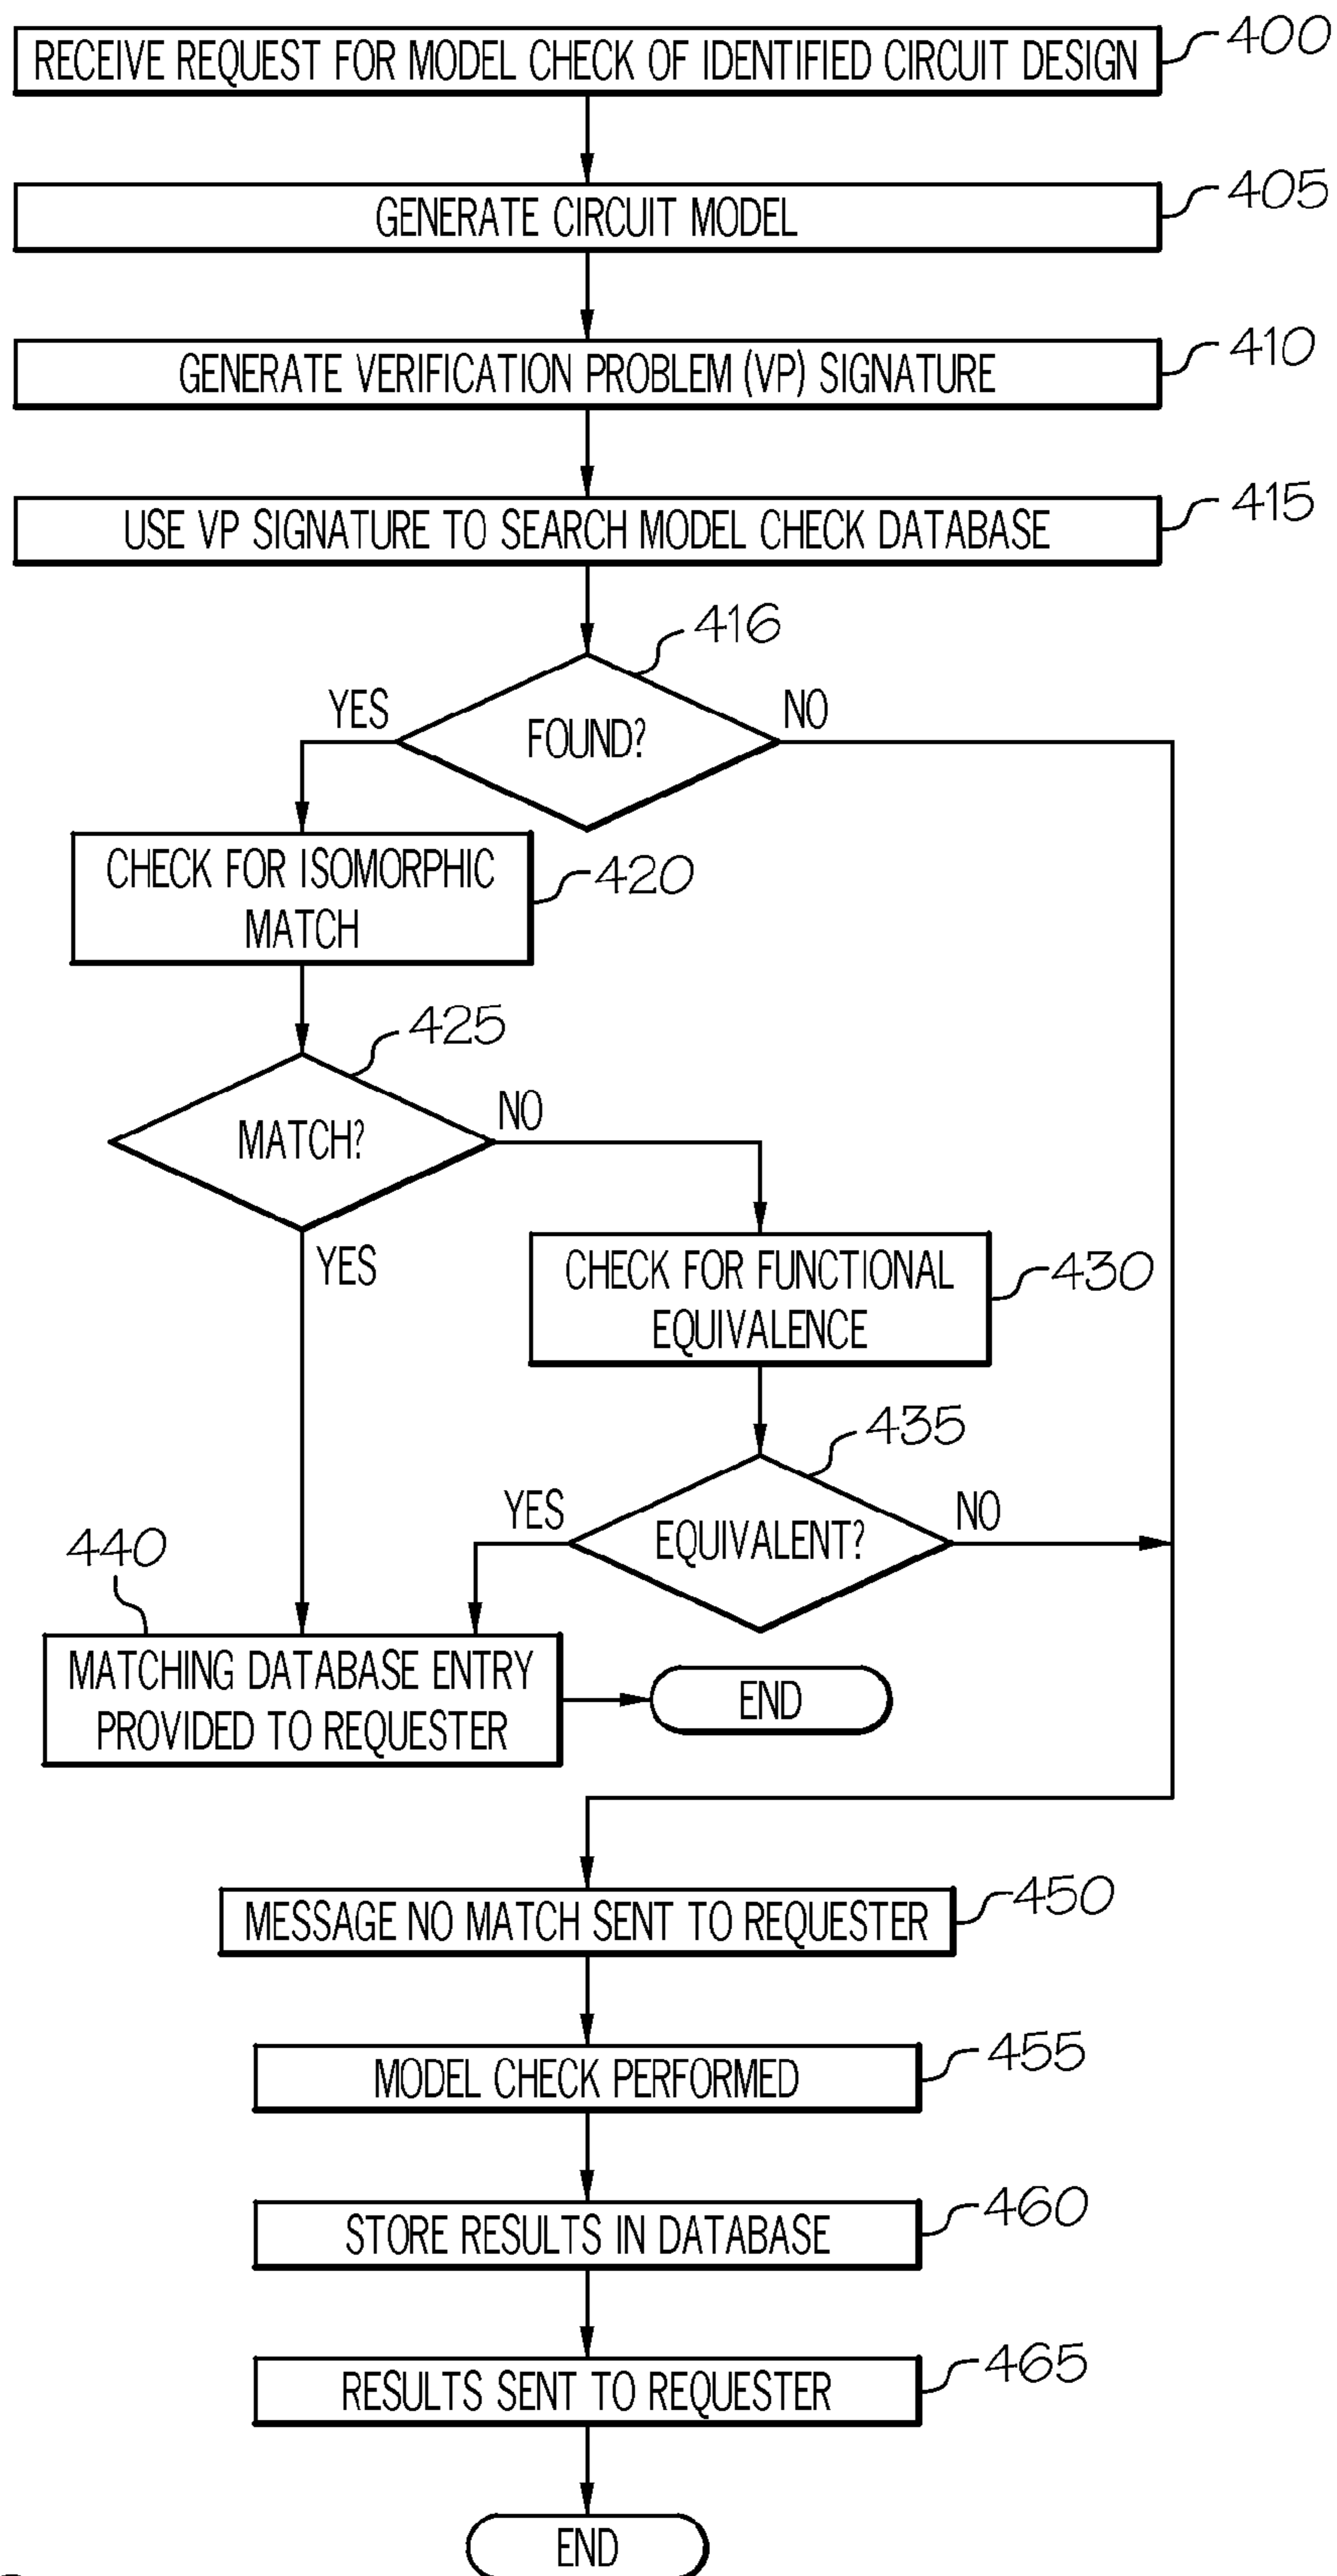 RECEIVE REQUEST FOR MODEL CHECK OF IDENTIFIED CIRCUIT DESIGN
400
GENERATE CIRCUIT MODEL
405
GENERATE VERIFICATION PROBLEM (VP) SIGNATURE
410
USE VP SIGNATURE TO SEARCH MODEL CHECK DATABASE
415
416
YES
FOUND?
NO
CHECK FOR ISOMORPHIC
MATCH
420
425
MATCH?
NO
YES
CHECK FOR FUNCTIONAL
EQUIVALENCE
430
435
YES
EQUIVALENT?
NO
440
MATCHING DATABASE ENTRY
PROVIDED TO REQUESTER
END
MESSAGE NO MATCH SENT TO REQUESTER
450
MODEL CHECK PERFORMED
455
STORE RESULTS IN DATABASE
460
RESULTS SENT TO REQUESTER
465
END